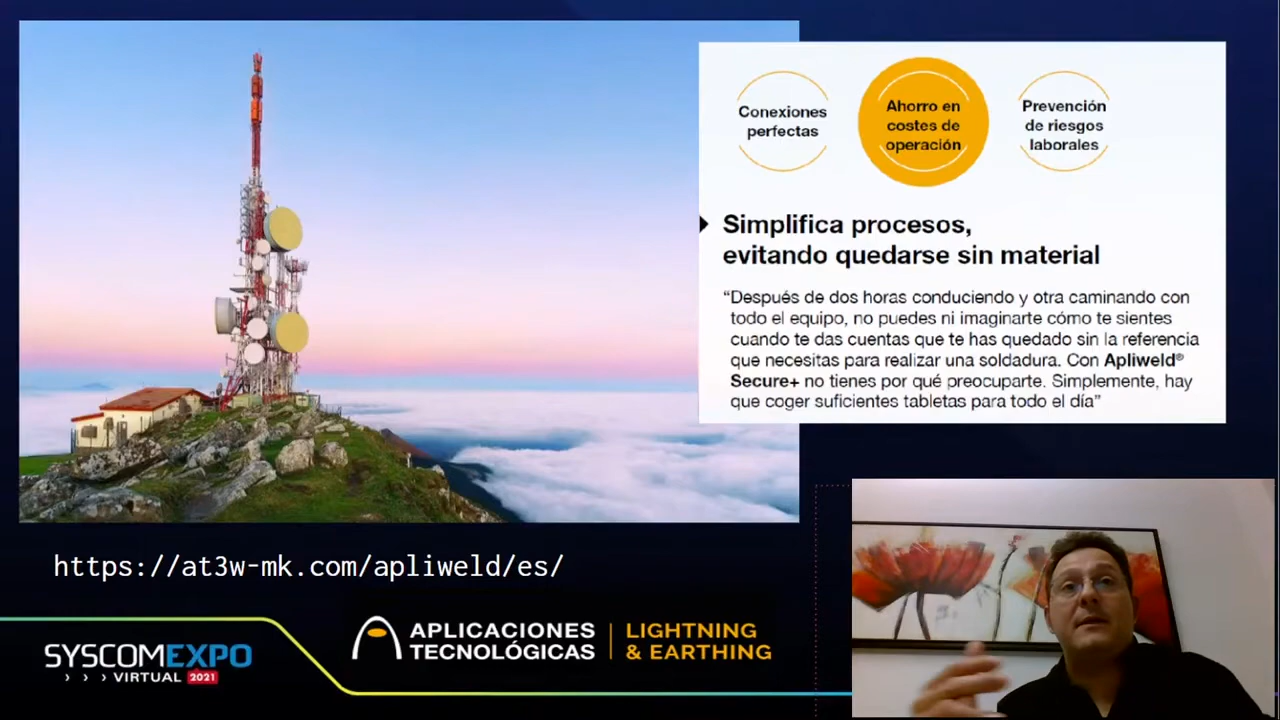 Conexiones
perfectas
Ahorro en
costes de
operación
Prevención
de riesgos
laborales
Simplifica procesos,
evitando quedarse sin material
“Después de dos horas conduciendo y otra caminando con
todo el equipo, no puedes ni imaginarte cómo te sientes
cuando te das cuentas que te has quedado sin la referencia
que necesitas para realizar una soldadura. Con Apliweld®
Secure+ no tienes por qué preocuparte. Simplemente, hay
que coger suficientes tabletas para todo el día”
https://at3w-mk.com/apliweld/es/
SYSCOMEXPO
› › › VIRTUAL 2021
APLICACIONES
TECNOLÓGICAS
LIGHTNING
& EARTHING